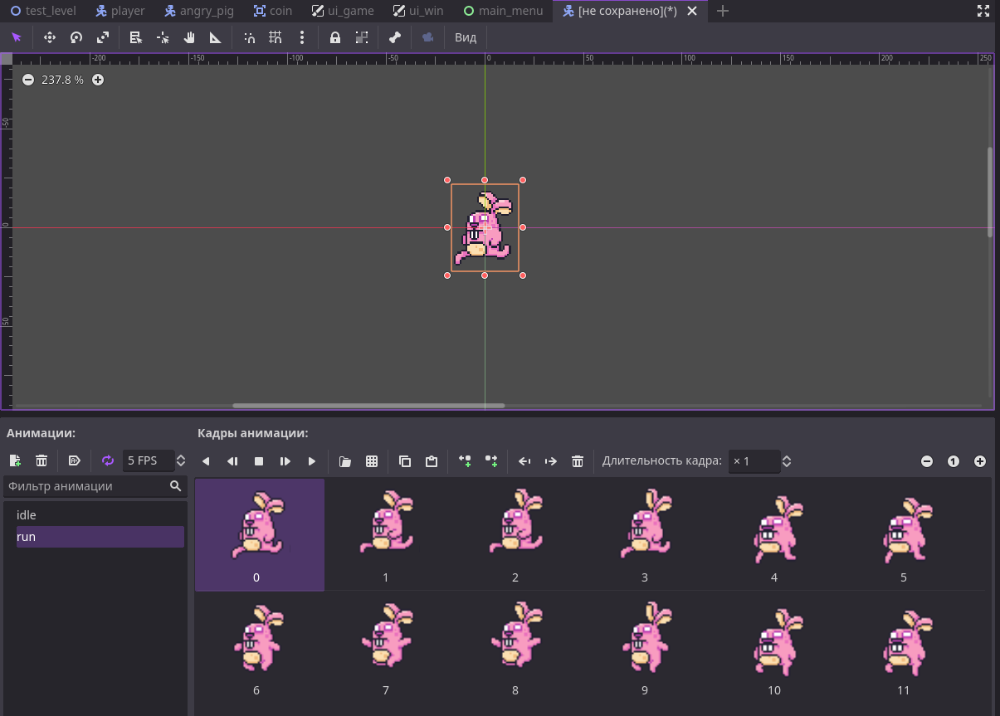 test_level player angry_pig coin ui_game ui_win main_menu [не сохранено](*)
Вид
-200 -150 -100 -50 0 50 100 150 200 250
237.8 %
-50
0
50
Анимации: Кадры анимации:
5 FPS Длительность кадра: × 1
Фильтр анимации
idle
run
0 1 2 3 4 5
6 7 8 9 10 11